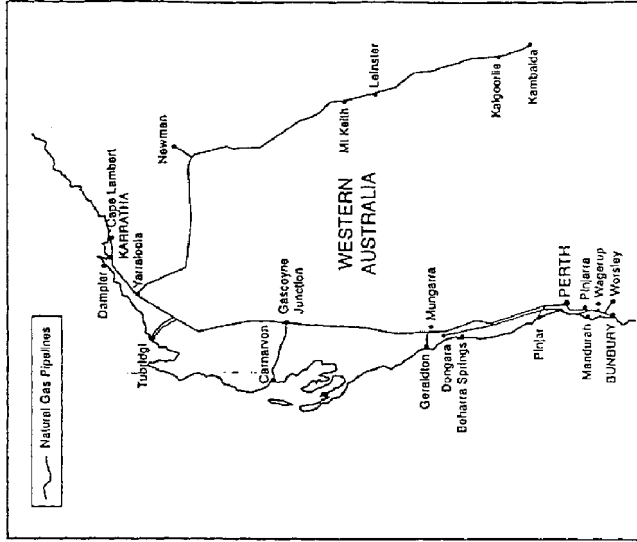 Natural Gas Pipelines
Dampier
Cape Lambert
KARRATHA
Yarraloola
Newman
Tubridgi
Carnarvon
Gascoyne
Junction
Mt Keith
Leinster
Kalgoorlie
Kambalda
WESTERN
AUSTRALIA
Mungarra
Geraldton
Dongara
Beharra Springs
Pinjar
PERTH
Pinjarra
Wagerup
Worsley
Mandurah
BUNBURY